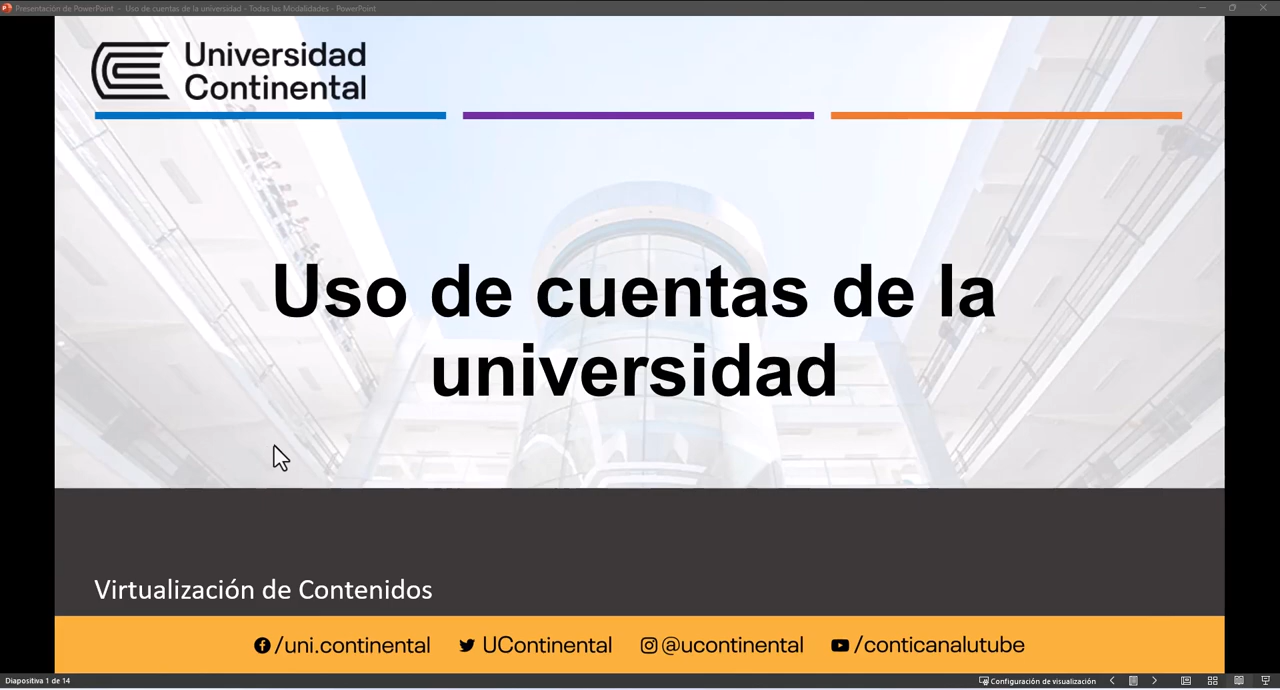 Presentación de PowerPoint - Uso de cuentas de la universidad - Todas las Modalidades - PowerPoint
Universidad
Continental
Uso de cuentas de la
universidad
Virtualización de Contenidos
/uni.continental UContinental @ucontinental /conticanalutube
Diapositiva 1 de 14 Configuración de visualización